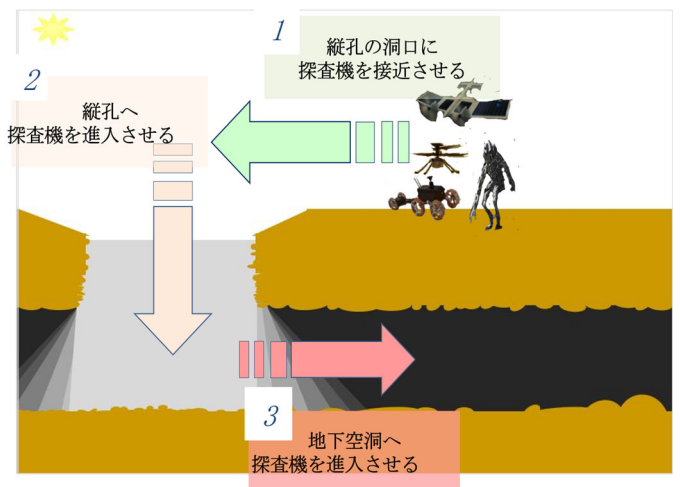 1
縦孔の洞口に
探査機を接近させる
2
縦孔へ
探査機を進入させる
3
地下空洞へ
探査機を進入させる